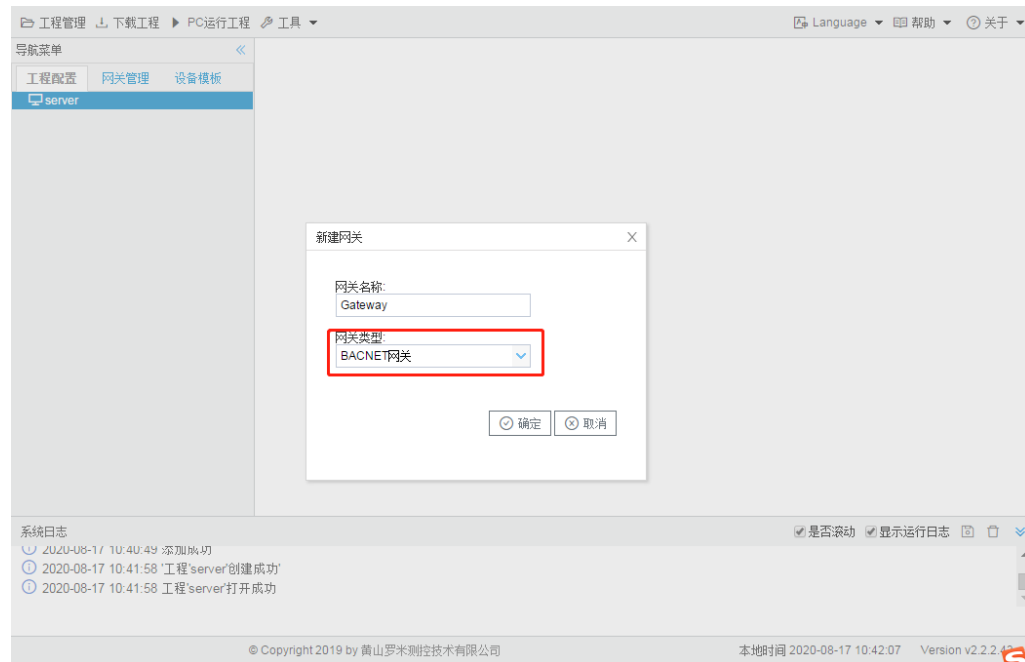 工程管理 下载工程 PC运行工程 工具 Language 帮助 关于
导航菜单
工程配置 网关管理 设备模板
server
新建网关 X
网关名称:
Gateway
网关类型:
BACNET网关
确定 取消
系统日志 是否滚动 显示运行日志
2020-08-17 10:40:49 添加成功
2020-08-17 10:41:58 '工程'server'创建成功'
2020-08-17 10:41:58 工程'server'打开成功
© Copyright 2019 by 黄山罗米测控技术有限公司 本地时间 2020-08-17 10:42:07 Version v2.2.2.